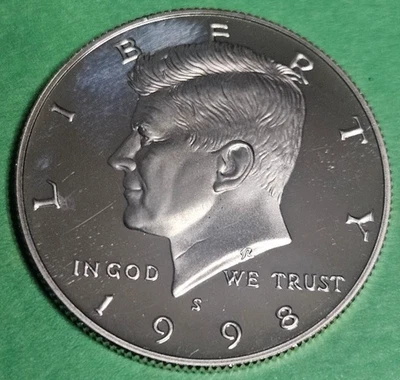 LIBERTY
IN GOD WE TRUST
S
1998